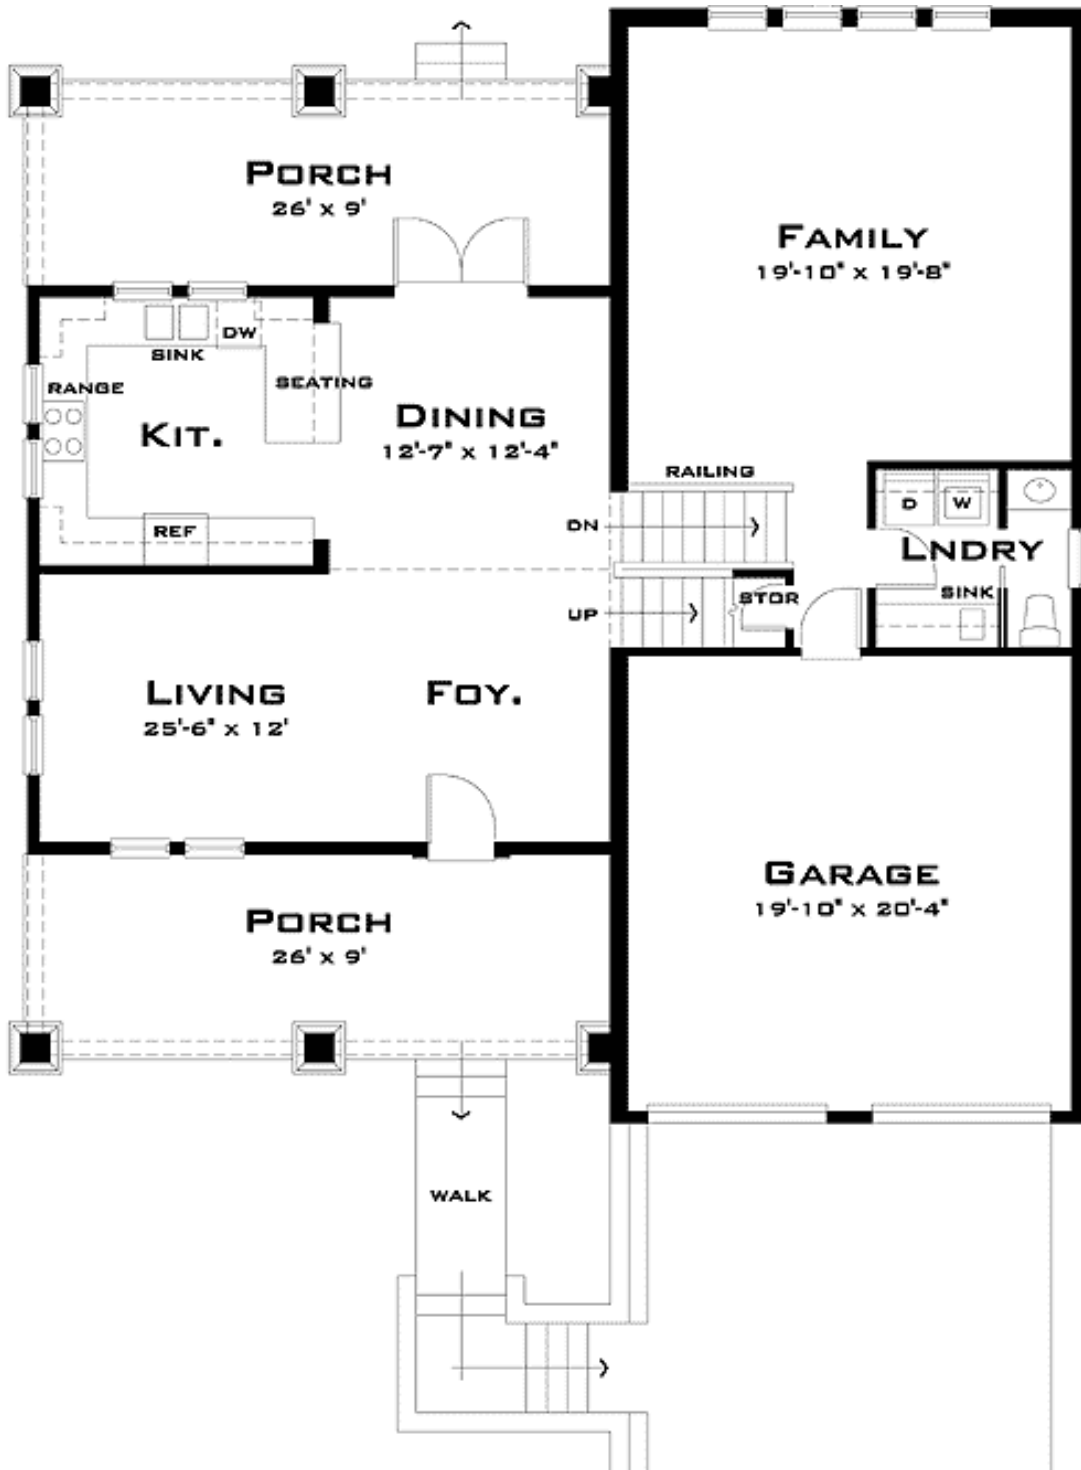 PORCH
26' x 9'
FAMILY
19'-10" x 19'-8"
DW
SINK
SEATING
RANGE
KIT.
DINING
12'-7" x 12'-4"
RAILING
REF
DN
D
W
LNDRY
SINK
STOR
UP
LIVING
25'-6" x 12'
FOY.
GARAGE
19'-10" x 20'-4"
PORCH
26' x 9'
WALK